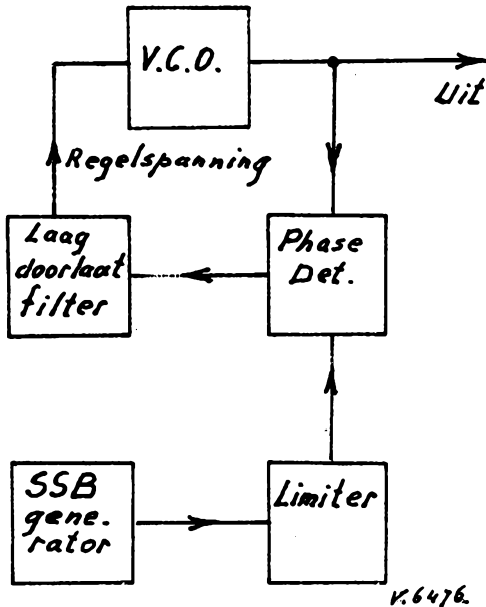 V.C.O.
Uit
Regelspanning
Laag
doorlaat
filter
Phase
Det.
SSB
gene-
rator
Limiter
V.6476.